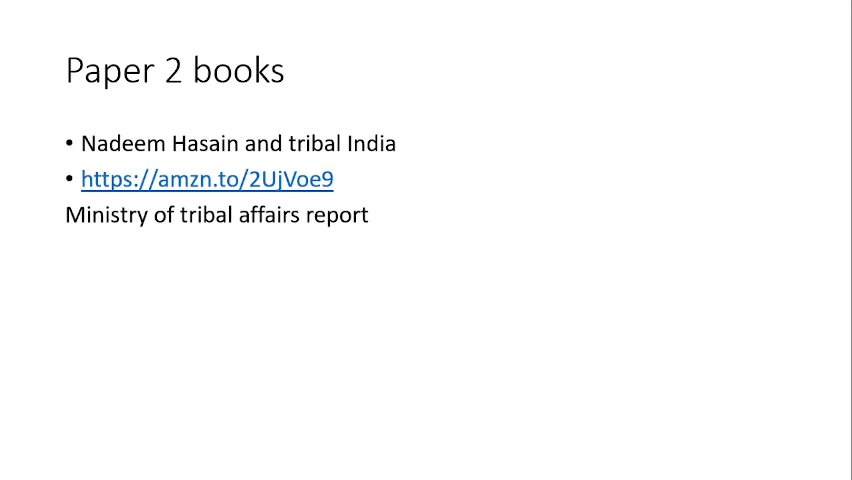 Paper 2 books
• Nadeem Hasain and tribal India
• https://amzn.to/2UjVoe9
Ministry of tribal affairs report